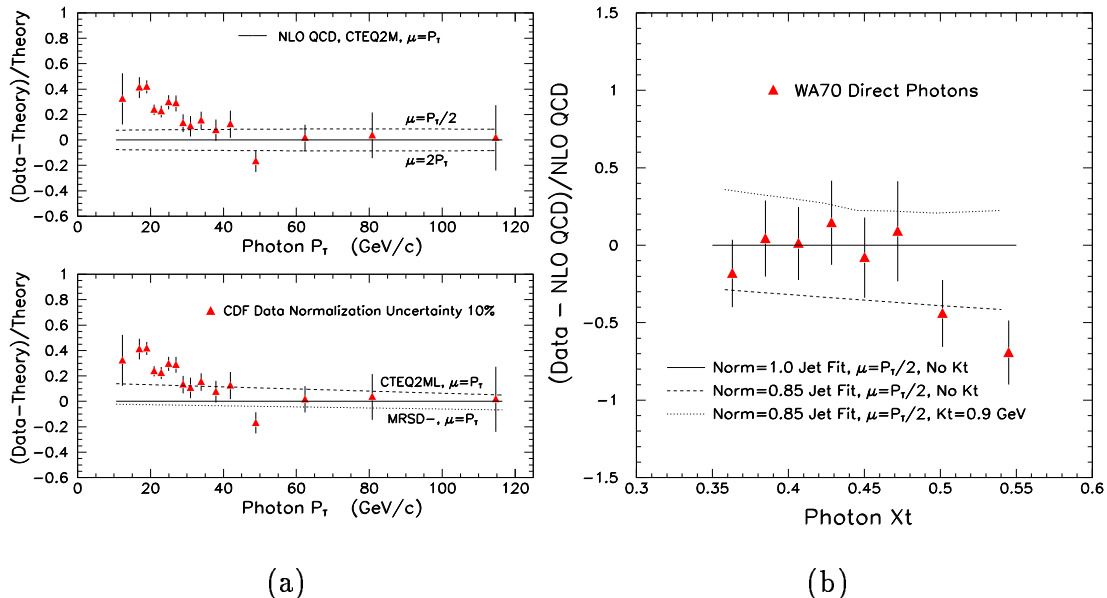 (Data-Theory)/Theory
1
0.8
0.6
0.4
0.2
0
-0.2
-0.4
-0.6
NLO QCD, CTEQ2M, μ=P_T
μ=P_T/2
μ=2P_T
0 20 40 60 80 100 120
Photon P_T (GeV/c)
(Data-Theory)/Theory
1
0.8
0.6
0.4
0.2
0
-0.2
-0.4
-0.6
CDF Data Normalization Uncertainty 10%
CTEQ2ML, μ=P_T
MRSD-, μ=P_T
0 20 40 60 80 100 120
Photon P_T (GeV/c)
(a)
(Data - NLO QCD)/NLO QCD
1.5
1
0.5
0
-0.5
-1
-1.5
WA70 Direct Photons
Norm=1.0 Jet Fit, μ=P_T/2, No Kt
Norm=0.85 Jet Fit, μ=P_T/2, No Kt
Norm=0.85 Jet Fit, μ=P_T/2, Kt=0.9 GeV
0.3 0.35 0.4 0.45 0.5 0.55 0.6
Photon Xt
(b)